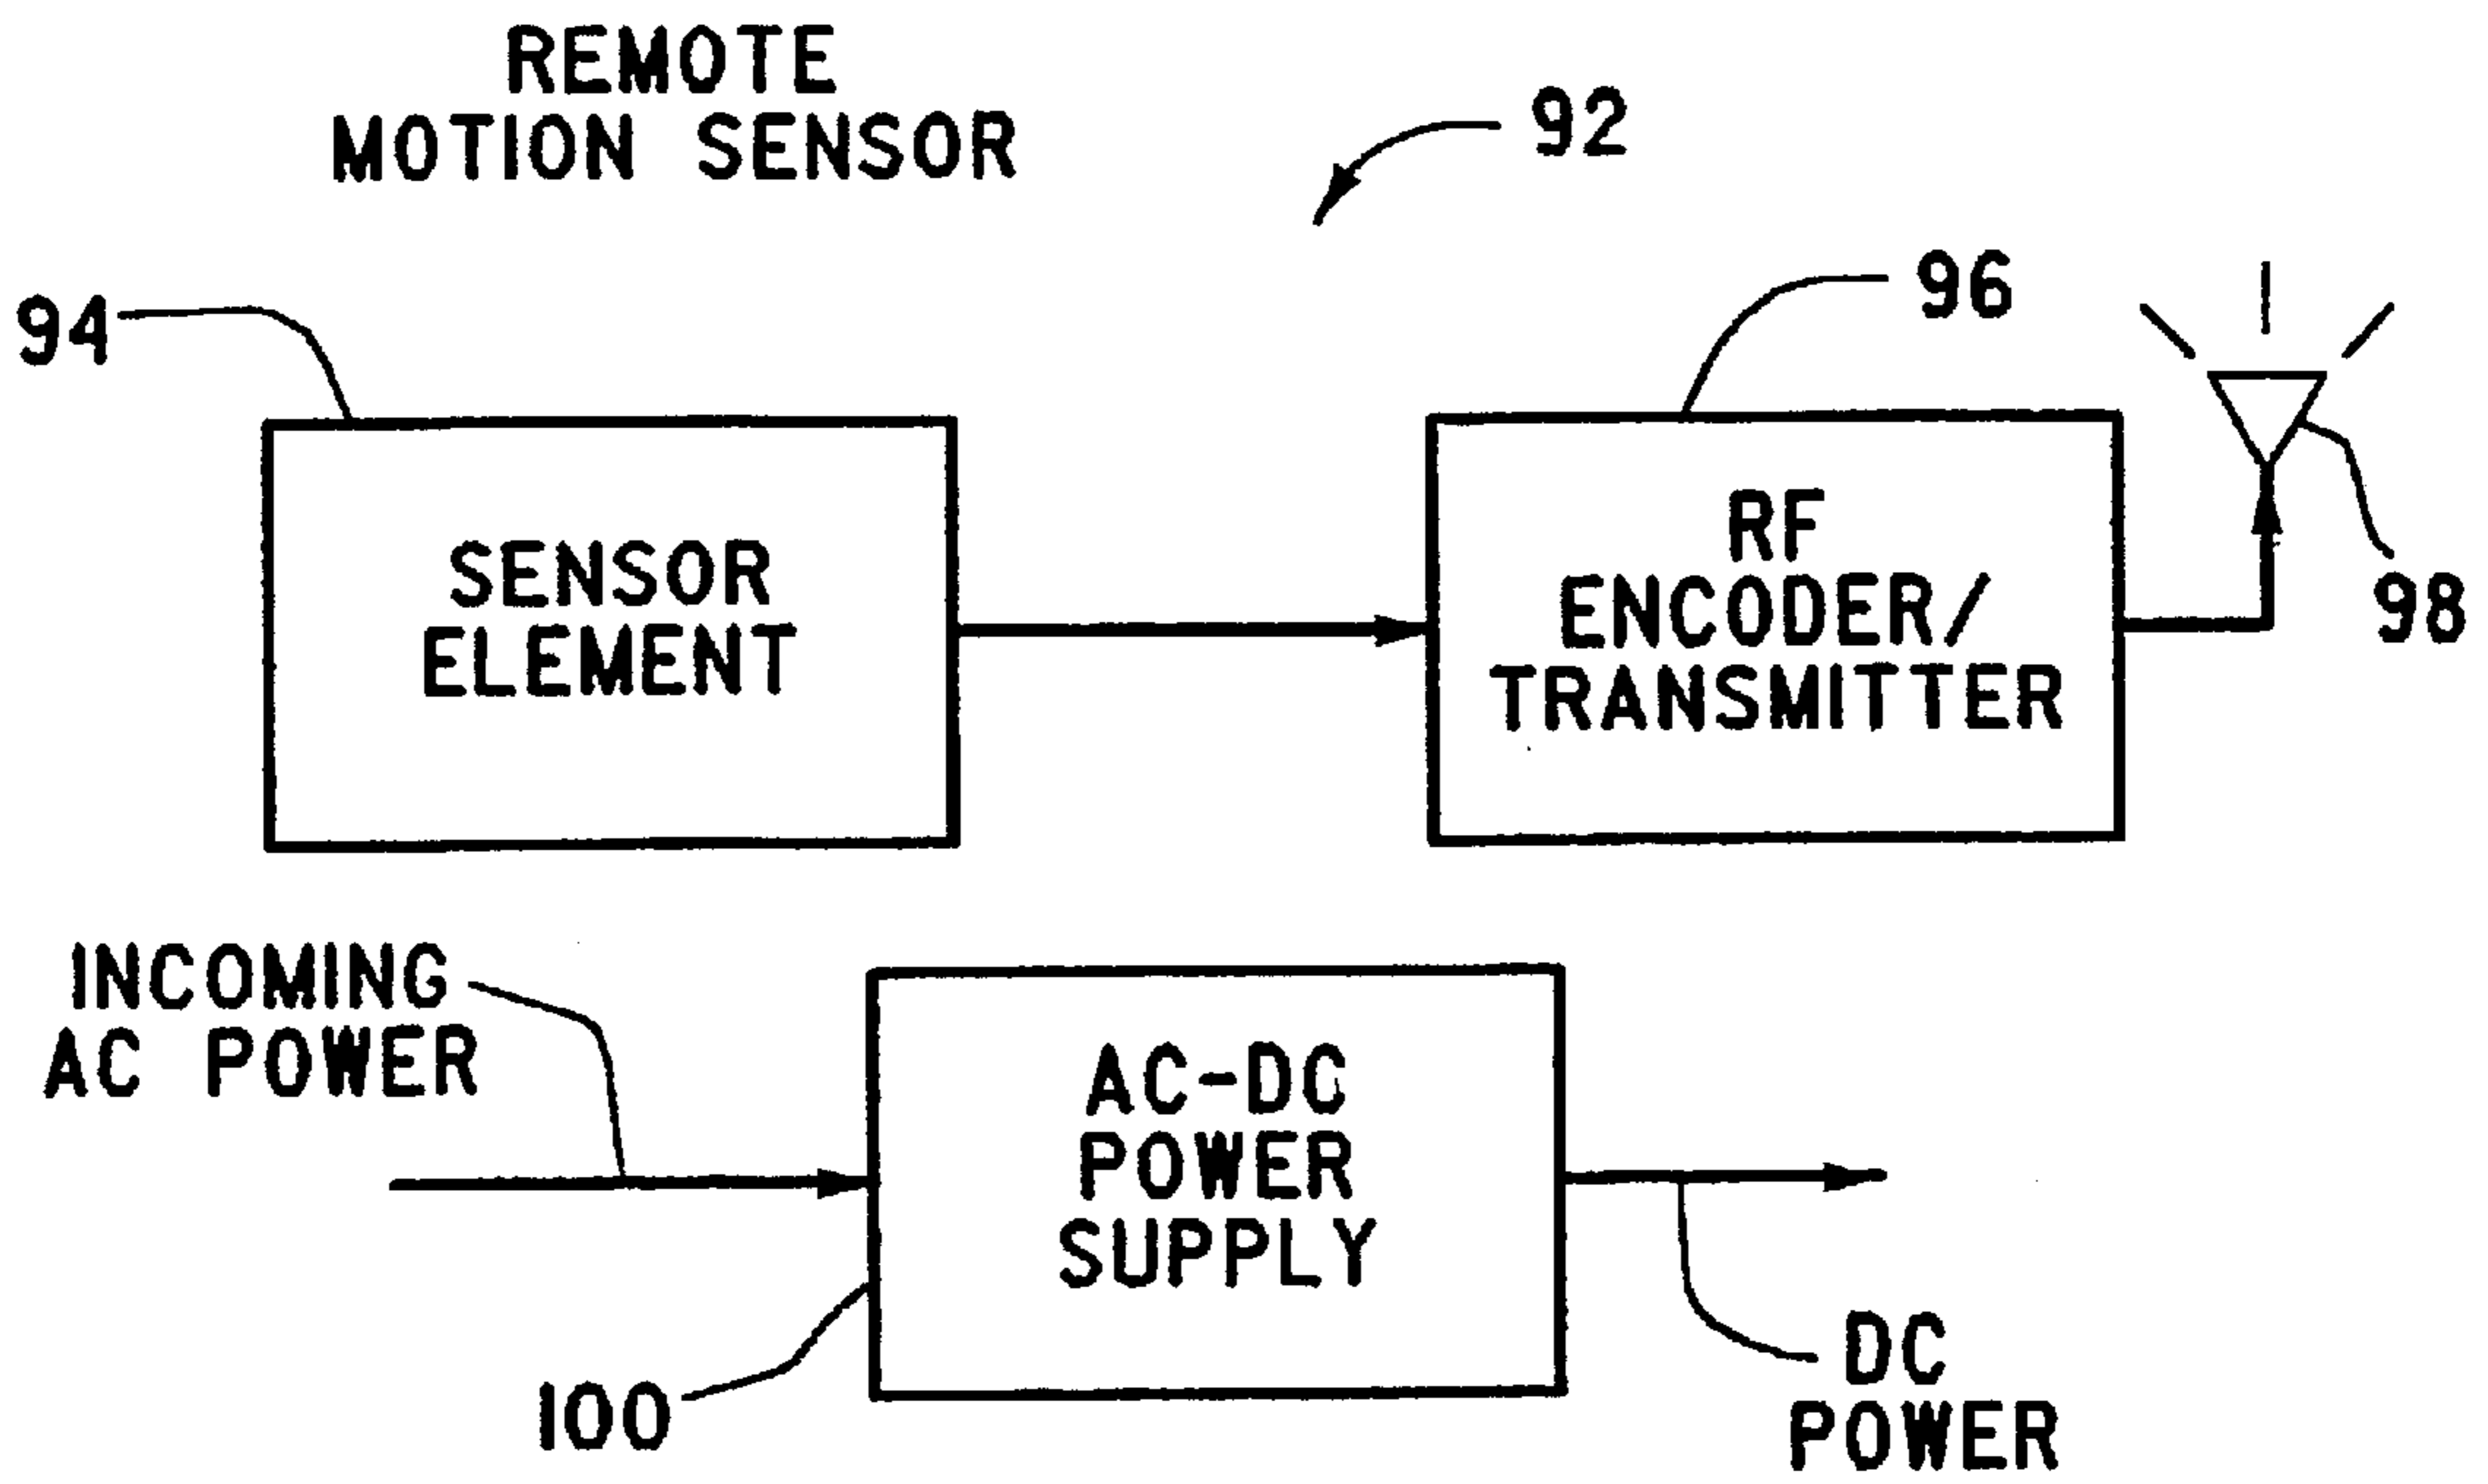 REMOTE
MOTION SENSOR
92
94
96
98
SENSOR
ELEMENT
RF
ENCODER/
TRANSMITTER
INCOMING
AC POWER
AC-DC
POWER
SUPPLY
100
DC
POWER